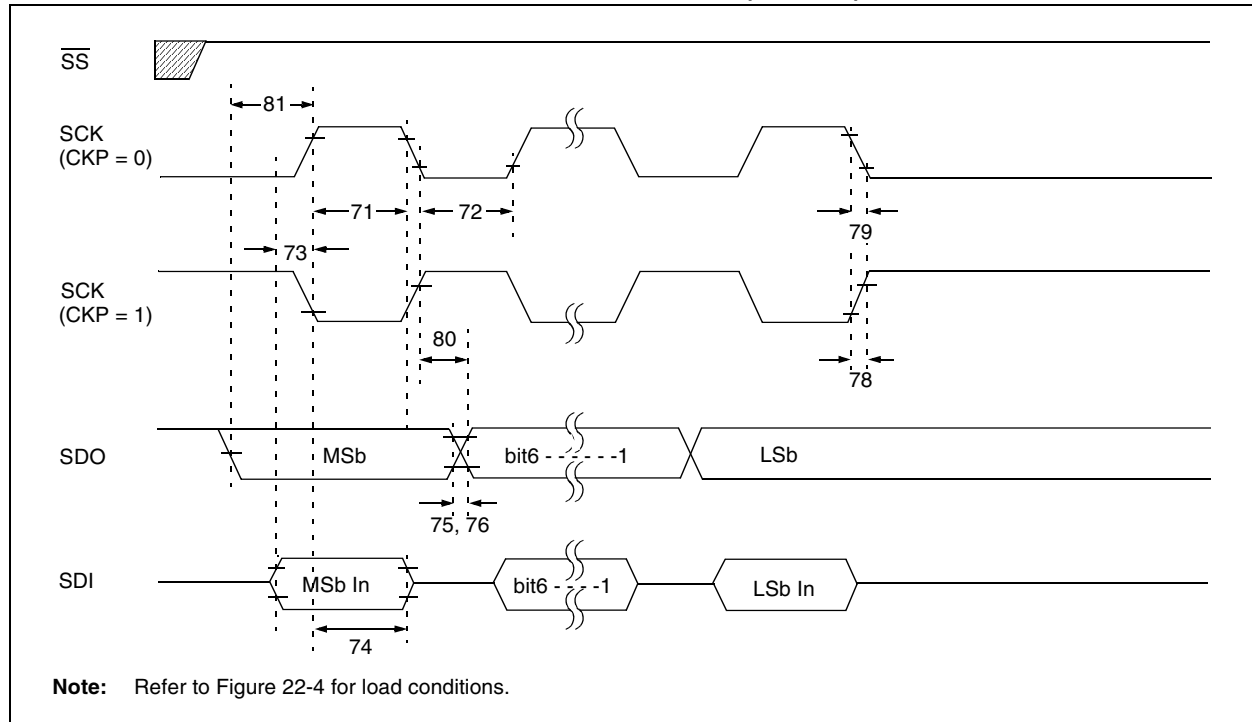 SS
81
SCK
(CKP = 0)
71
72
79
73
SCK
(CKP = 1)
80
78
SDO
MSb
bit6 - - - - - -1
LSb
75, 76
SDI
MSb In
bit6 - - - - -1
LSb In
74
Note: Refer to Figure 22-4 for load conditions.